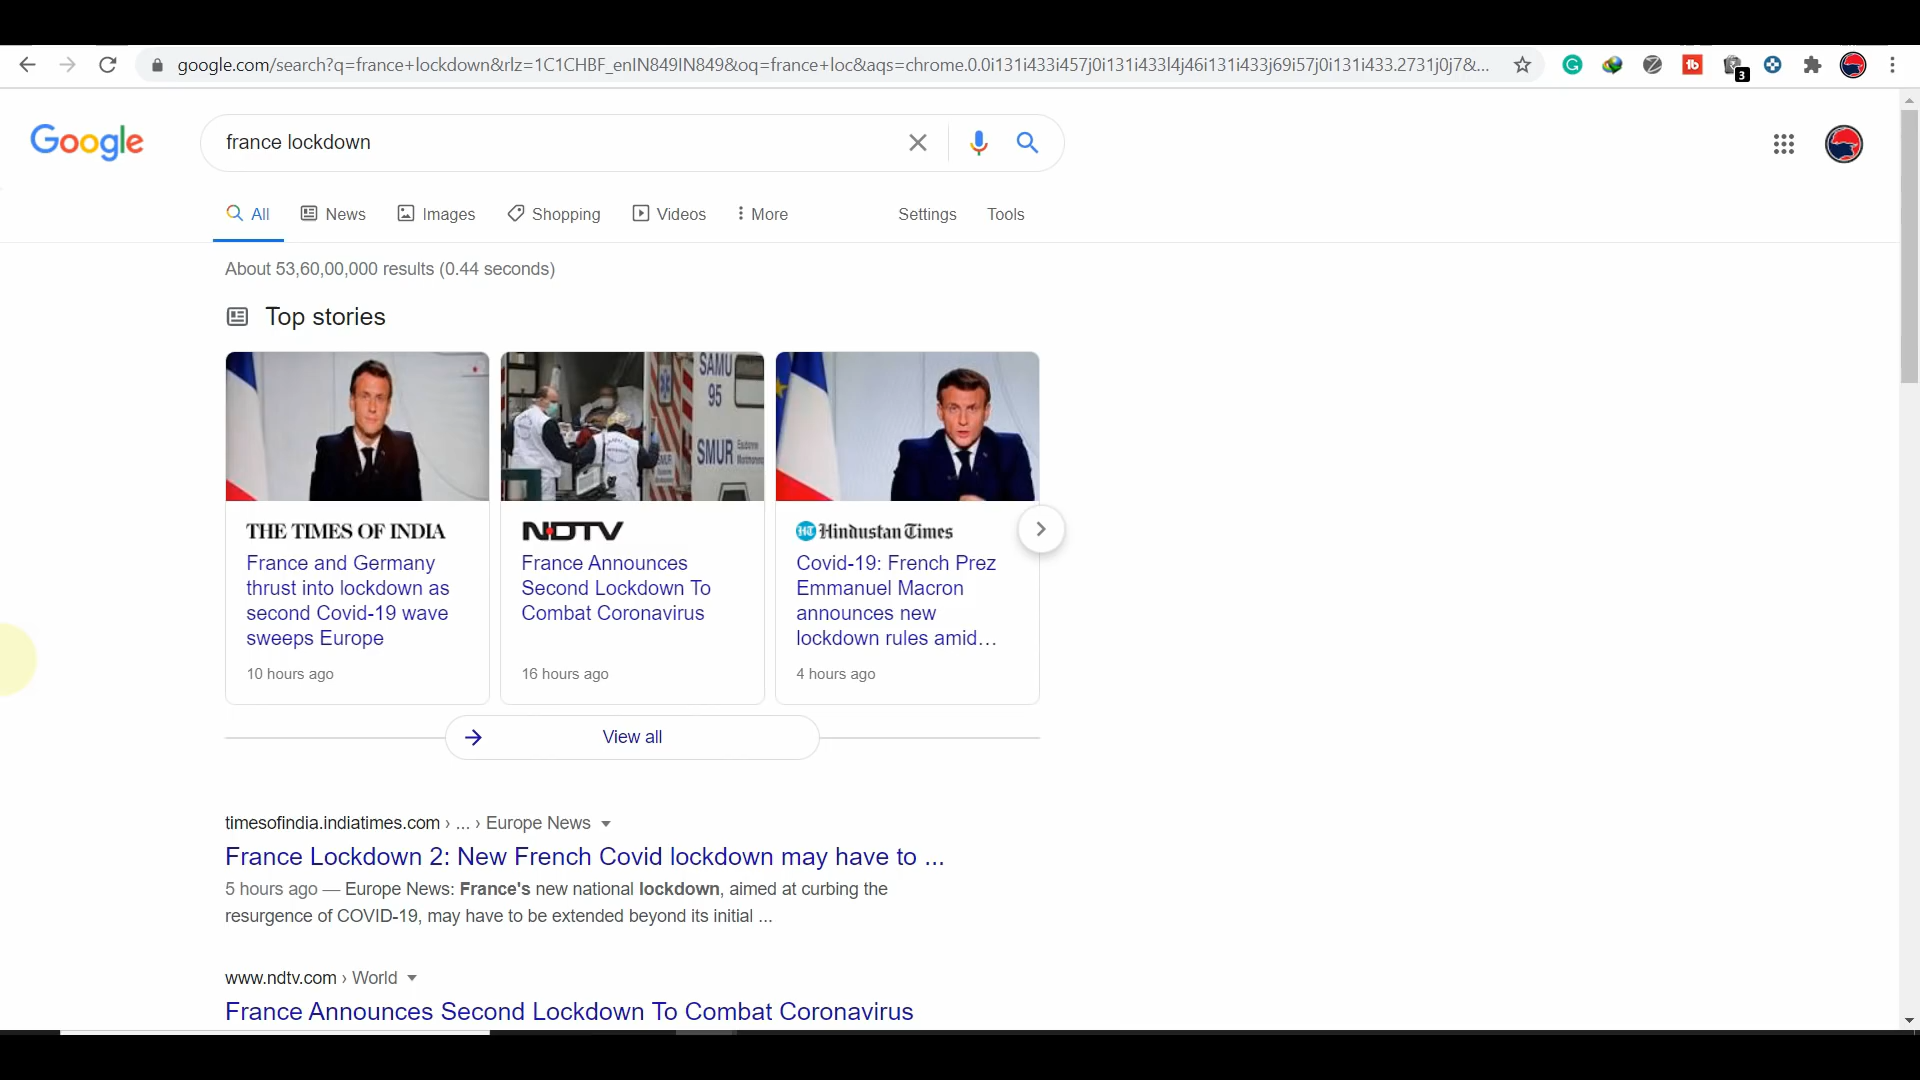 google.com/search?q=france+lockdown&rlz=1C1CHBF_enIN849IN849&oq=france+loc&aqs=chrome.0.0i131i433i457j0i131i433l4j46i131i433j69i57j0i131i433.2731j0j7&...
3
Google
france lockdown
All News Images Shopping Videos More Settings Tools
About 53,60,00,000 results (0.44 seconds)
Top stories
SAMU
95
SMUR
THE TIMES OF INDIA
France and Germany
thrust into lockdown as
second Covid-19 wave
sweeps Europe
10 hours ago
NDTV
France Announces
Second Lockdown To
Combat Coronavirus
16 hours ago
HT Hindustan Times
Covid-19: French Prez
Emmanuel Macron
announces new
lockdown rules amid...
4 hours ago
View all
timesofindia.indiatimes.com › ... › Europe News
France Lockdown 2: New French Covid lockdown may have to ...
5 hours ago — Europe News: France's new national lockdown, aimed at curbing the
resurgence of COVID-19, may have to be extended beyond its initial ...
www.ndtv.com › World
France Announces Second Lockdown To Combat Coronavirus